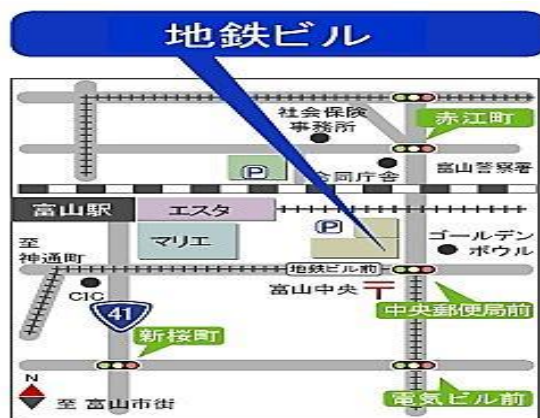 地鉄ビル
社会保険
事務所
赤江町
P
合同庁舎
富山警察署
富山駅
エスタ
P
マリエ
ゴールデン
ボウル
至
神通町
地鉄ビル前
CIC
富山中央
中央郵便局前
41
新桜町
電気ビル前
N
至 富山市街